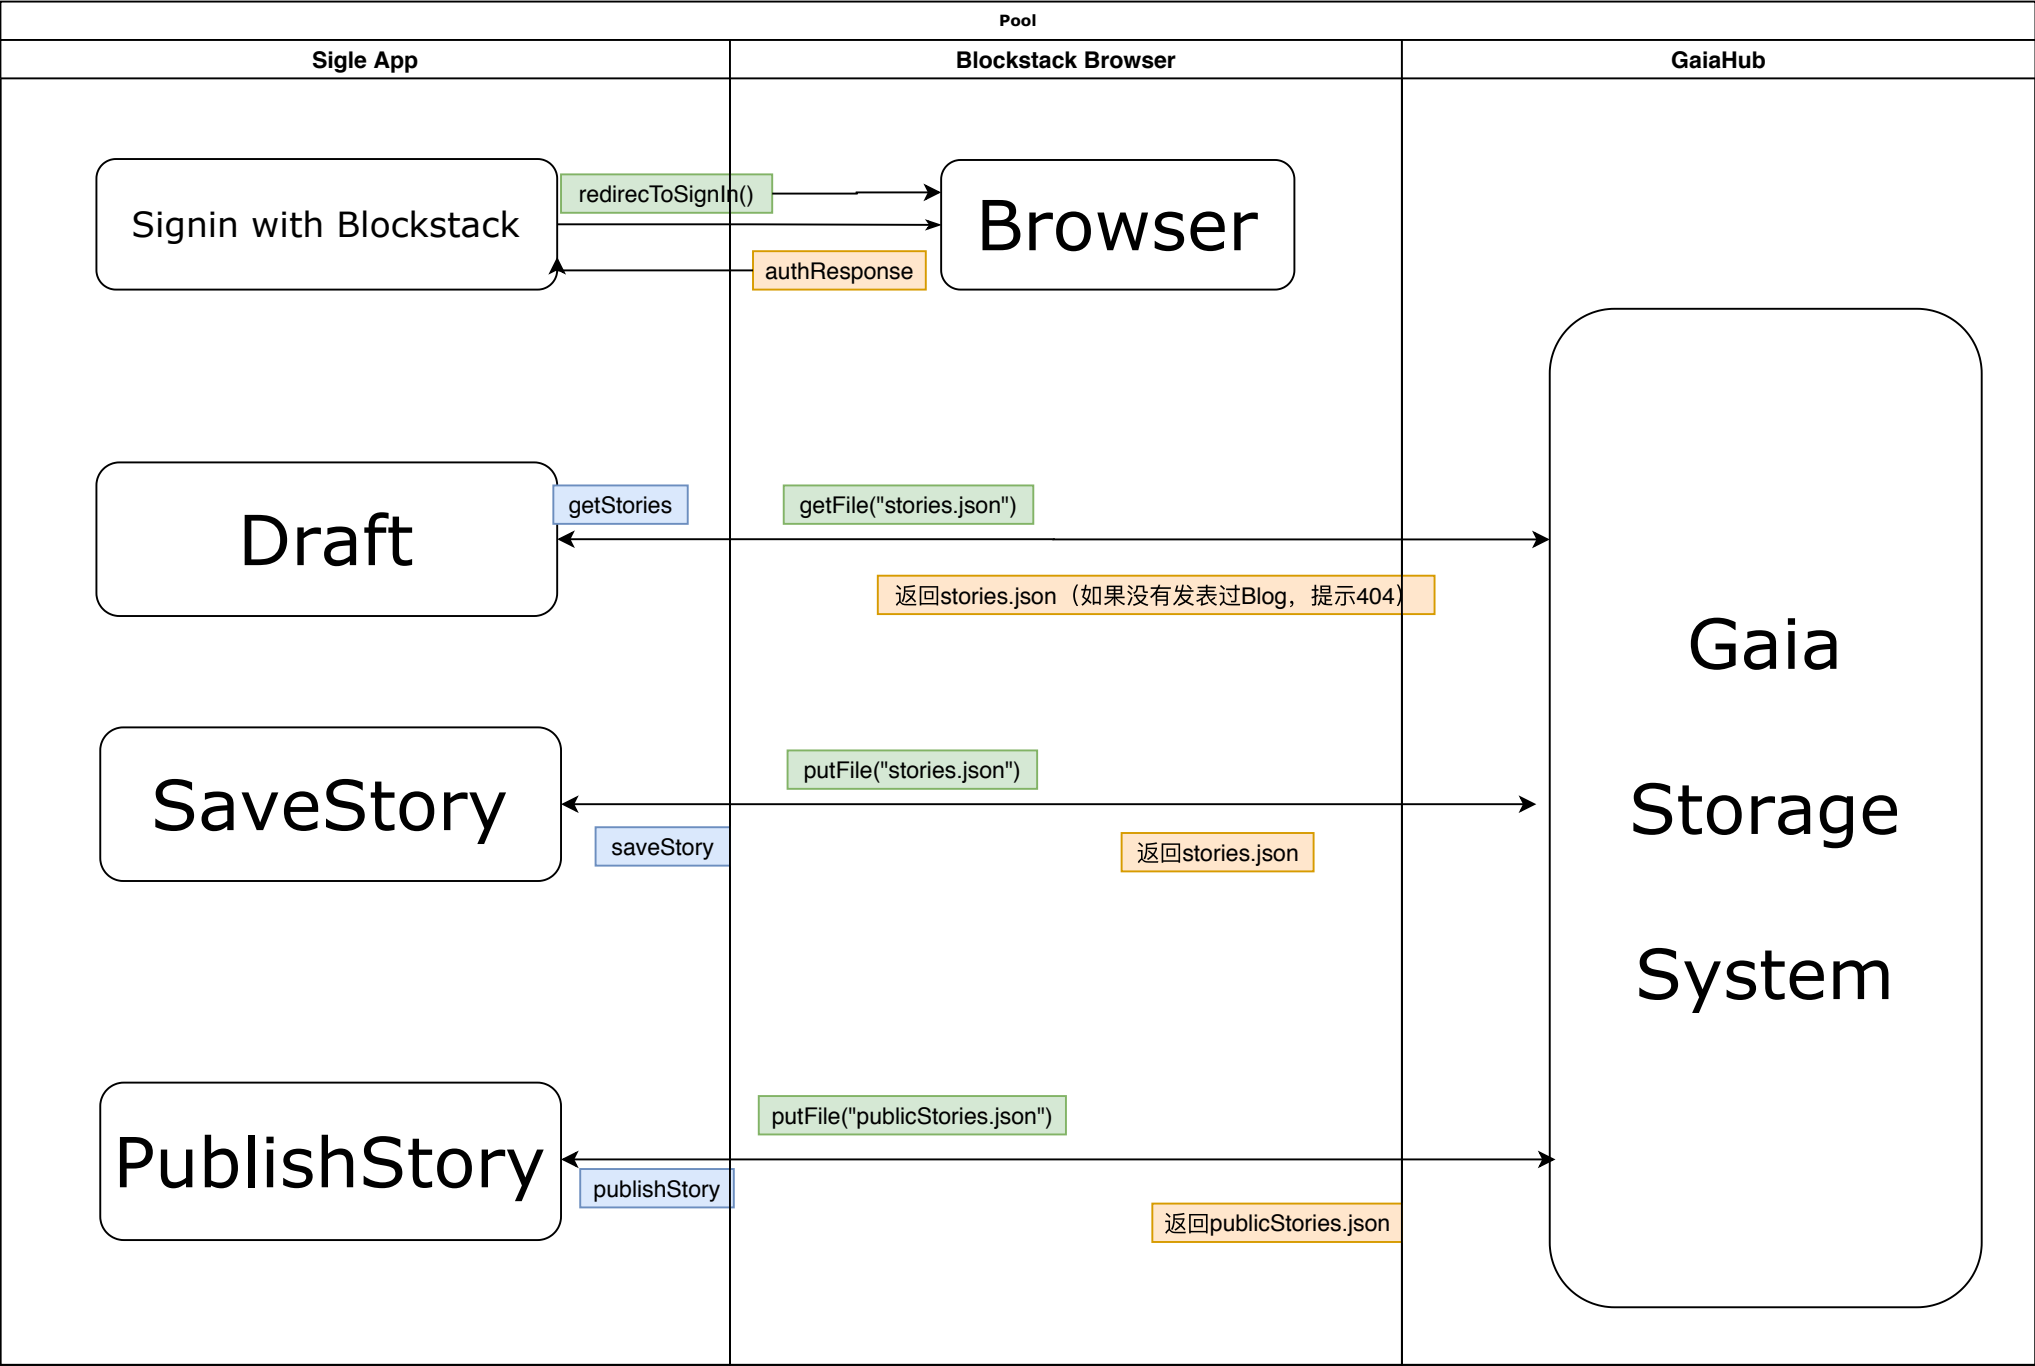 Pool
Sigle App
Blockstack Browser
GaiaHub
Signin with Blockstack
redirecToSignIn()
authResponse
Browser
Draft
getStories
getFile("stories.json")
返回stories.json（如果没有发表过Blog，提示404）
SaveStory
putFile("stories.json")
saveStory
返回stories.json
PublishStory
putFile("publicStories.json")
publishStory
返回publicStories.json
Gaia
Storage
System